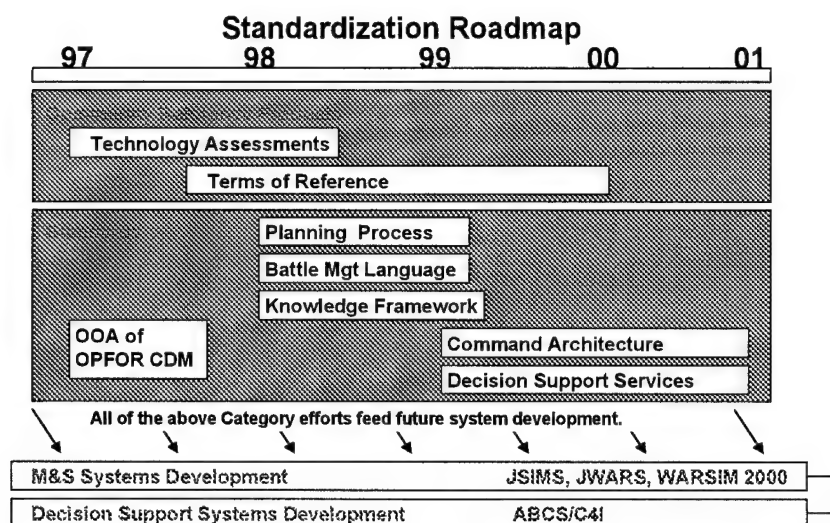 Standardization Roadmap
97 98 99 00 01
Technology Assessments
Terms of Reference
Planning Process
Battle Mgt Language
Knowledge Framework
OOA of
OPFOR CDM
Command Architecture
Decision Support Services
All of the above Category efforts feed future system development.
M&S Systems Development JSIMS, JWARS, WARSIM 2000
Decision Support Systems Development ABCS/C4I